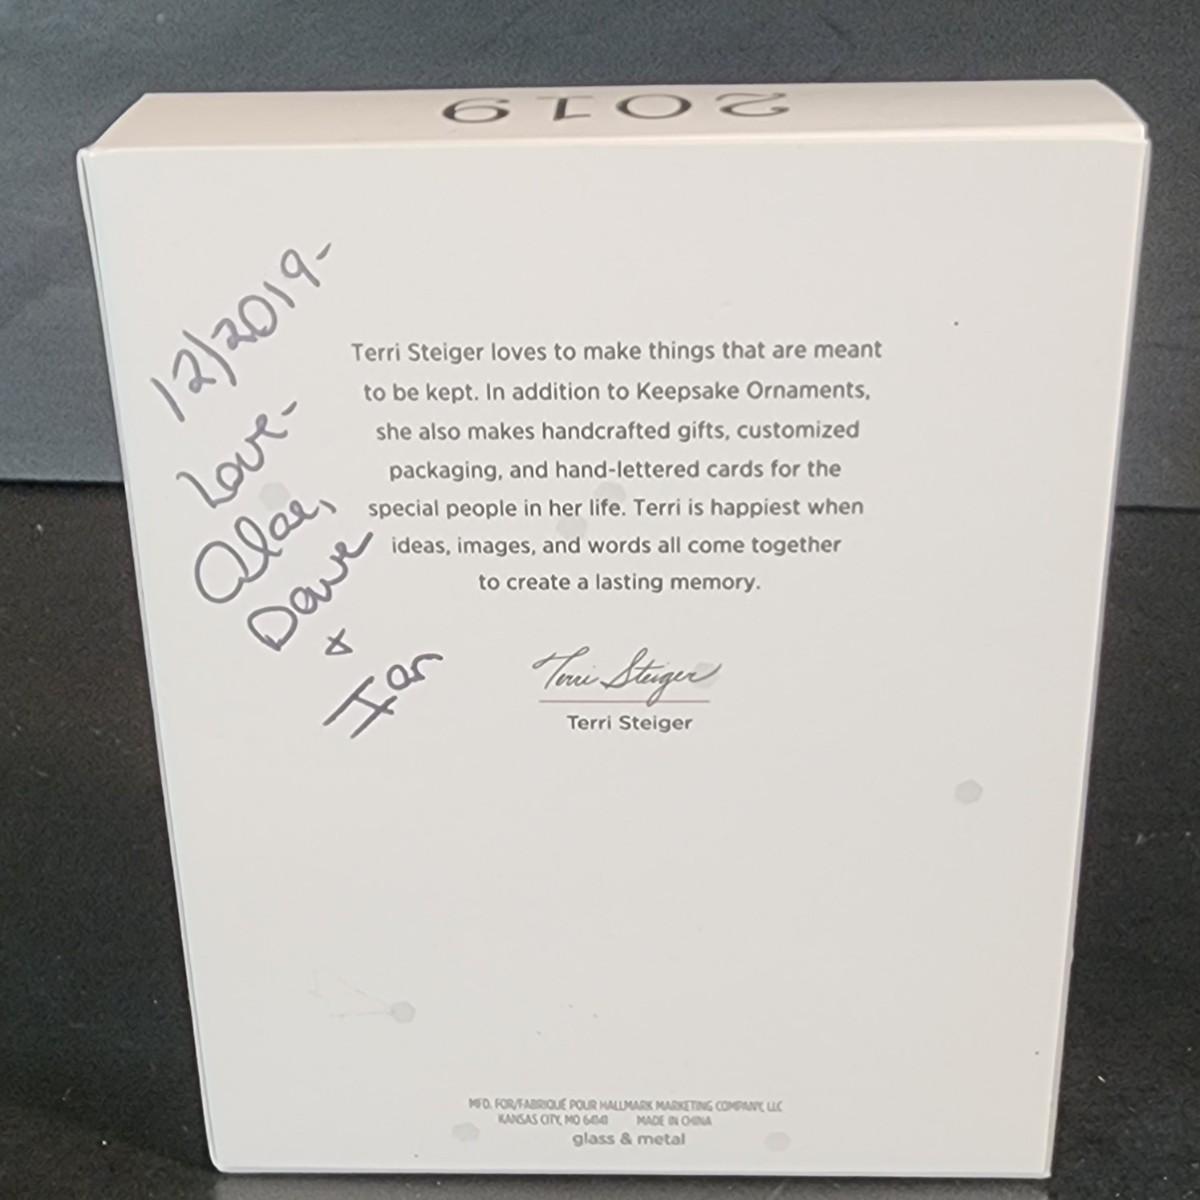 2019
12/2019-
Love-
Dave
&
Ian
Terri Steiger loves to make things that are meant
to be kept. In addition to Keepsake Ornaments,
she also makes handcrafted gifts, customized
packaging, and hand-lettered cards for the
special people in her life. Terri is happiest when
ideas, images, and words all come together
to create a lasting memory.
Terri Steiger
Terri Steiger
MFD. FOR/FABRIQUÉ POUR HALLMARK MARKETING COMPANY, LLC
KANSAS CITY, MO 64141 MADE IN CHINA
glass & metal